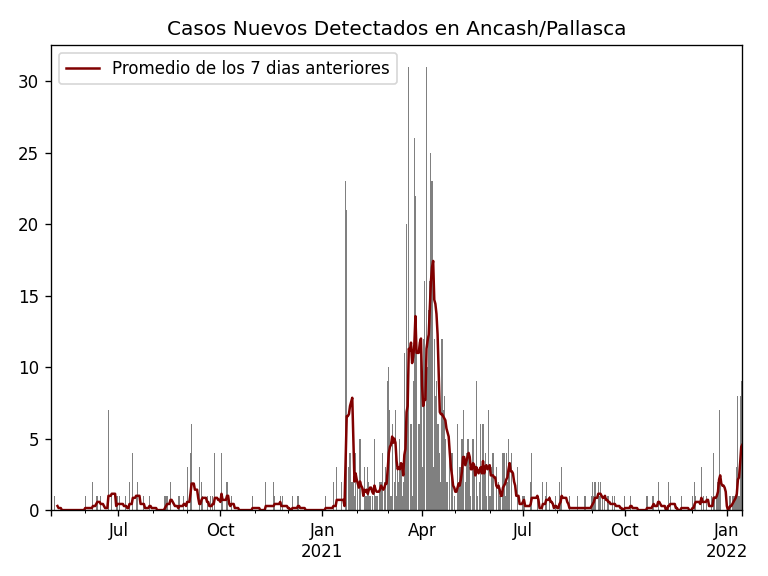 Casos Nuevos Detectados en Ancash/Pallasca
Promedio de los 7 dias anteriores
30
25
20
15
10
5
0
Jul Oct Jan Apr Jul Oct Jan
2021 2022